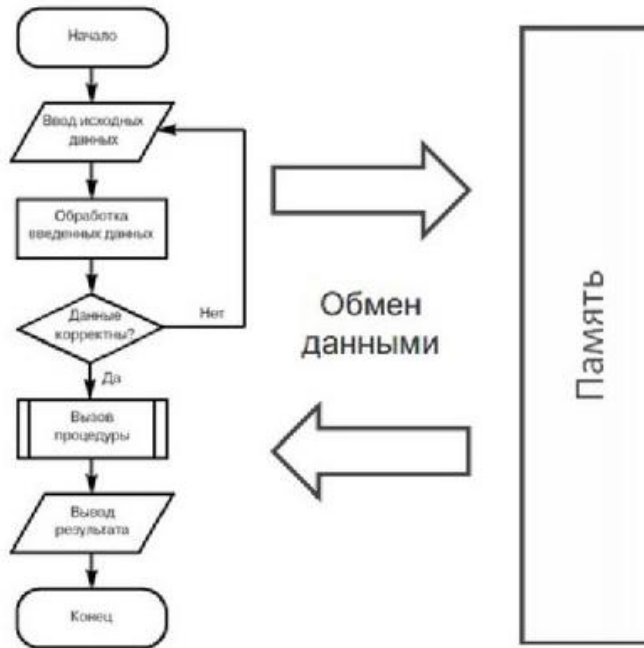 Начало
Ввод исходных
данных
Обработка
введенных данных
Данные
корректны?
Нет
Да
Вызов
процедуры
Вывод
результата
Конец
Обмен
данными
Память